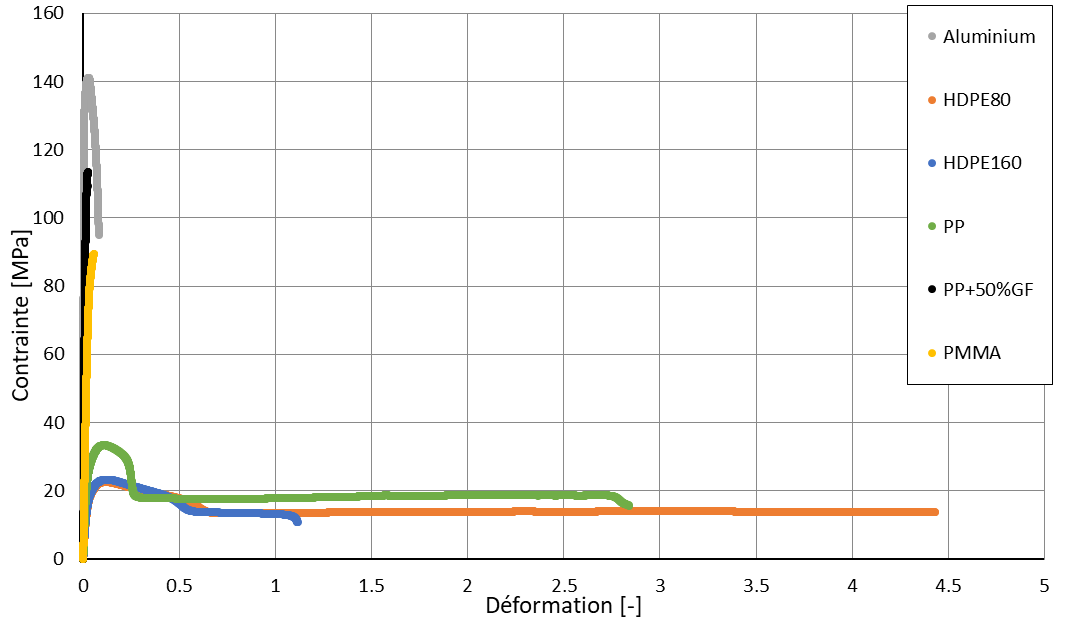 160
140
120
100
80
60
40
20
0
Contrainte [MPa]
0 0.5 1 1.5 2 2.5 3 3.5 4 4.5 5
Déformation [-]
Aluminium
HDPE80
HDPE160
PP
PP+50%GF
PMMA